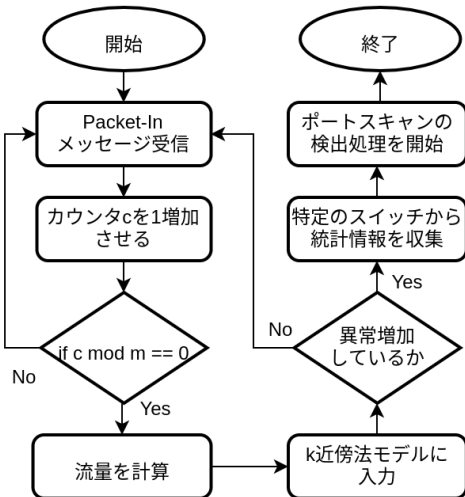 開始
Packet-In
メッセージ受信
カウンタcを1増加
させる
if c mod m == 0
No
Yes
流量を計算
k近傍法モデルに
入力
異常増加
しているか
No
Yes
特定のスイッチから
統計情報を収集
ポートスキャンの
検出処理を開始
終了